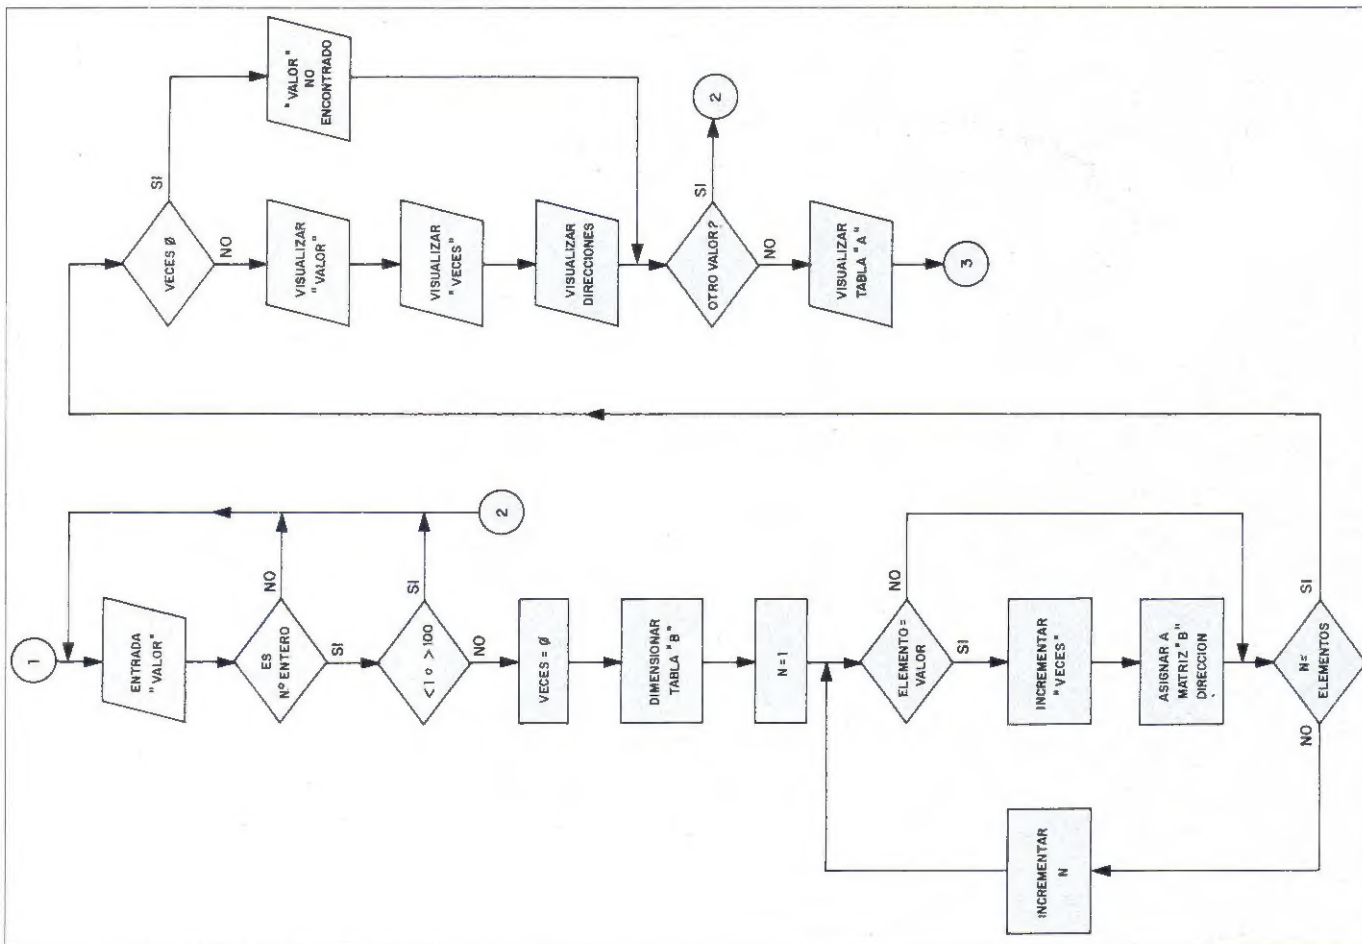 1
ENTRADA
"VALOR"
ES
Nº ENTERO
NO
SI
< 1 o > 100
SI
NO
2
VECES = Ø
DIMENSIONAR
TABLA "B"
N = 1
ELEMENTO =
VALOR
NO
SI
INCREMENTAR
"VECES"
ASIGNAR A
MATRIZ "B"
DIRECCION
N =
ELEMENTOS
NO
SI
INCREMENTAR
N
VECES Ø
SI
NO
"VALOR"
NO
ENCONTRADO
VISUALIZAR
"VALOR"
VISUALIZAR
"VECES"
VISUALIZAR
DIRECCIONES
OTRO VALOR?
SI
2
NO
VISUALIZAR
TABLA "A"
3